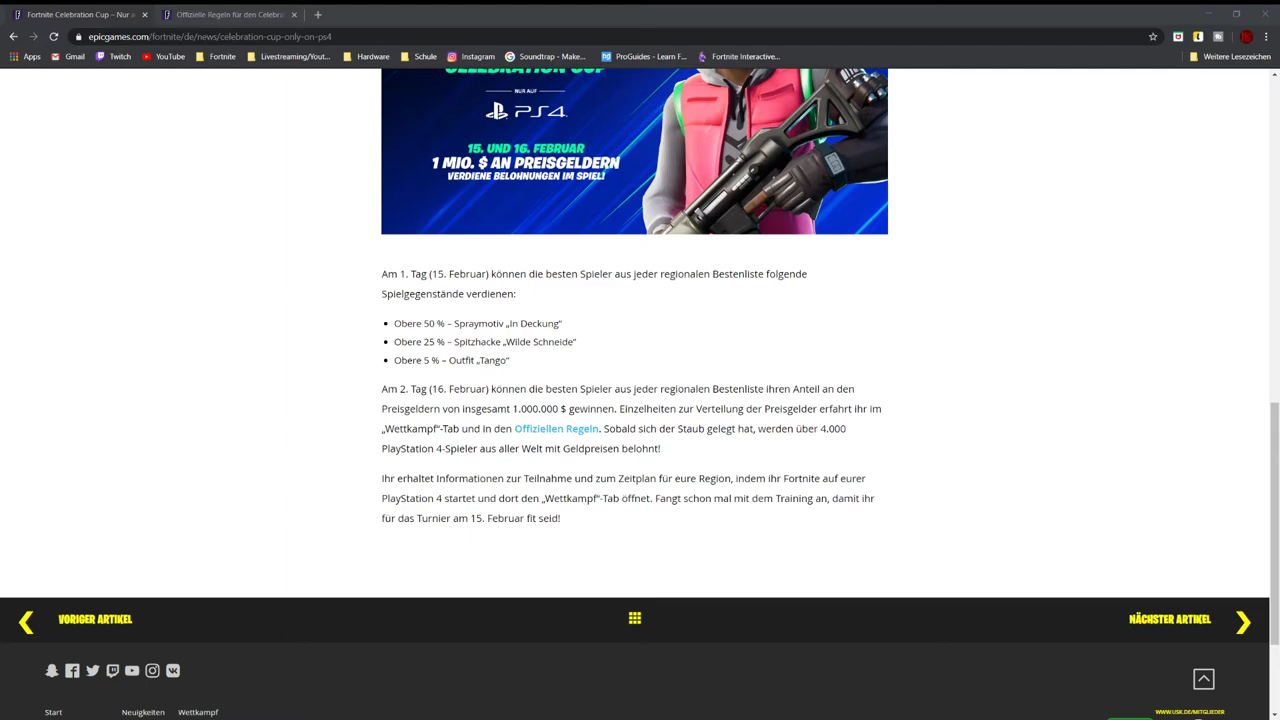 Fortnite Celebration Cup – Nur a
Offizielle Regeln für den Celebra
epicgames.com/fortnite/de/news/celebration-cup-only-on-ps4
Apps Gmail Twitch YouTube Fortnite Livestreaming/Yout... Hardware Schule Instagram Soundtrap - Make... ProGuides - Learn F... Fortnite Interactive... Weitere Lesezeichen
CELEBRATION CUP
NUR AUF
PS4
15. UND 16. FEBRUAR
1 MIO. $ AN PREISGELDERN
VERDIENE BELOHNUNGEN IM SPIEL!
Am 1. Tag (15. Februar) können die besten Spieler aus jeder regionalen Bestenliste folgende
Spielgegenstände verdienen:
• Obere 50 % – Spraymotiv „In Deckung“
• Obere 25 % – Spitzhacke „Wilde Schneide“
• Obere 5 % – Outfit „Tango“
Am 2. Tag (16. Februar) können die besten Spieler aus jeder regionalen Bestenliste ihren Anteil an den
Preisgeldern von insgesamt 1.000.000 $ gewinnen. Einzelheiten zur Verteilung der Preisgelder erfahrt ihr im
„Wettkampf“-Tab und in den Offiziellen Regeln. Sobald sich der Staub gelegt hat, werden über 4.000
PlayStation 4-Spieler aus aller Welt mit Geldpreisen belohnt!
Ihr erhaltet Informationen zur Teilnahme und zum Zeitplan für eure Region, indem ihr Fortnite auf eurer
PlayStation 4 startet und dort den „Wettkampf“-Tab öffnet. Fangt schon mal mit dem Training an, damit ihr
für das Turnier am 15. Februar fit seid!
VORIGER ARTIKEL
NÄCHSTER ARTIKEL
Start Neuigkeiten Wettkampf
WWW.USK.DE/MITGLIEDER